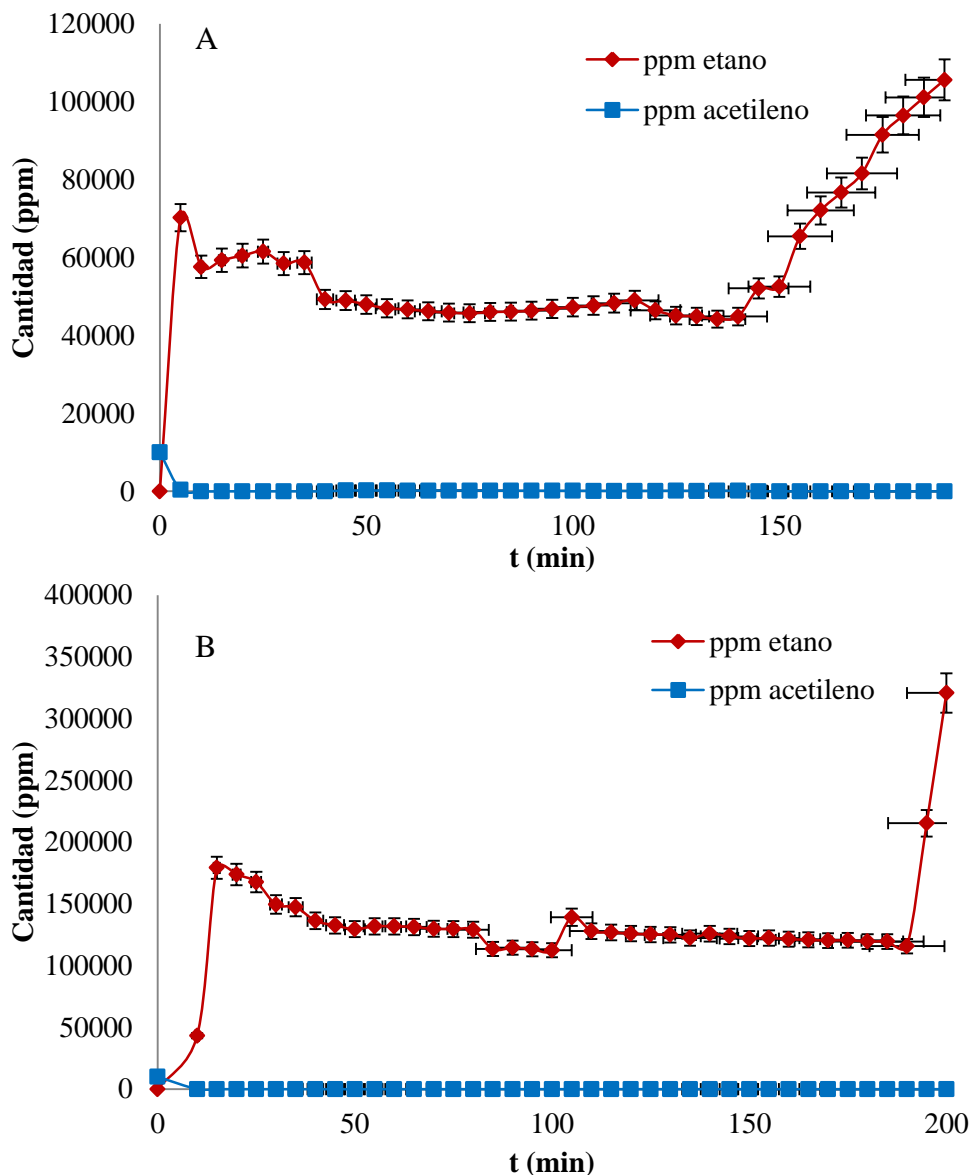 A
ppm etano
ppm acetileno
Cantidad (ppm)
120000
100000
80000
60000
40000
20000
0
0 50 100 150
t (min)
B
ppm etano
ppm acetileno
Cantidad (ppm)
400000
350000
300000
250000
200000
150000
100000
50000
0
0 50 100 150 200
t (min)